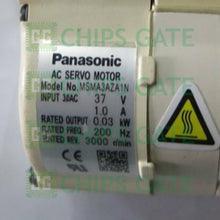 CHIPS GATE
Panasonic
AC SERVO MOTOR
Model No. MSMA3AZA1N
INPUT 3ØAC 37 V
1.0 A
RATED OUTPUT 0.03 kW
RATED FREQ. 200 Hz
RATED REV. 3000 r/min
CHIPS GATE